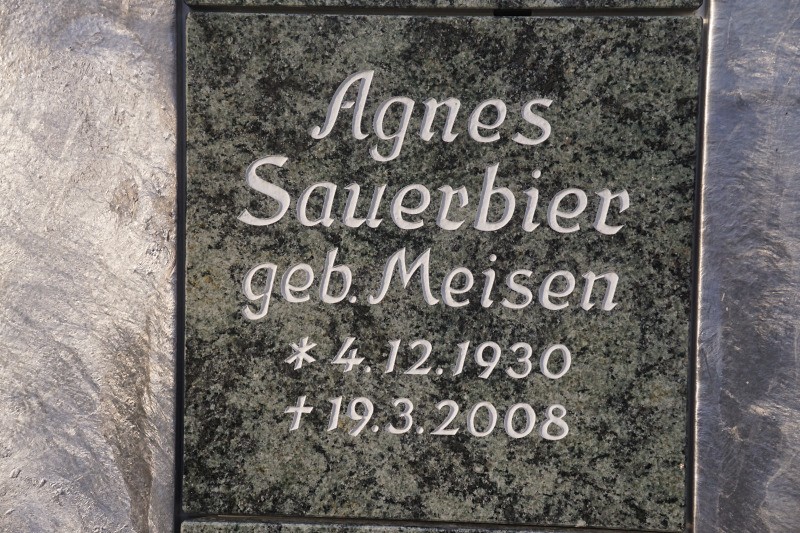 Agnes
Sauerbier
geb. Meisen
* 4.12.1930
+ 19.3.2008